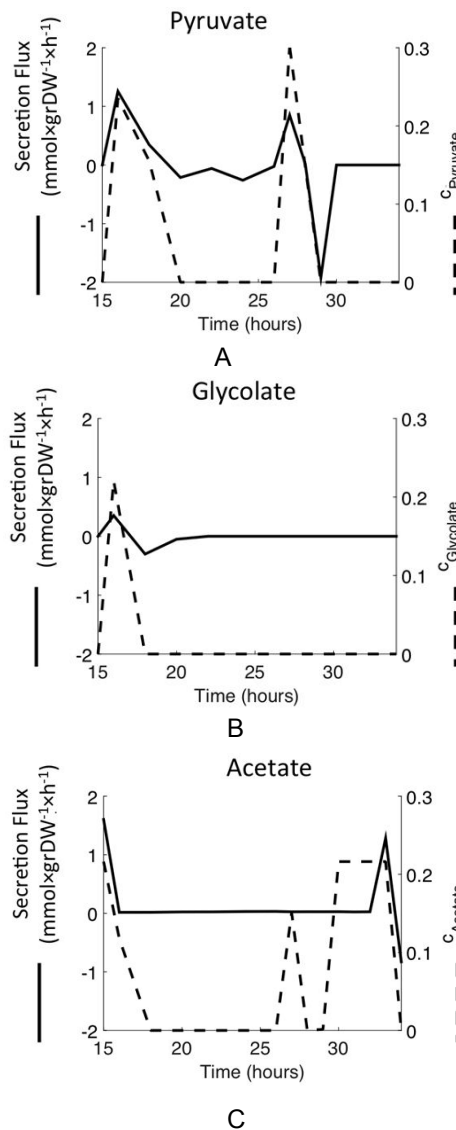 Pyruvate
Secretion Flux
(mmol×grDW⁻¹×h⁻¹)
2
1
0
-1
-2
0.3
0.2
0.1
0
c_Pyruvate
15 20 25 30
Time (hours)
A
Glycolate
Secretion Flux
(mmol×grDW⁻¹×h⁻¹)
2
1
0
-1
-2
0.3
0.2
0.1
0
c_Glycolate
15 20 25 30
Time (hours)
B
Acetate
Secretion Flux
(mmol×grDW⁻¹×h⁻¹)
2
1
0
-1
-2
0.3
0.2
0.1
0
c_Acetate
15 20 25 30
Time (hours)
C